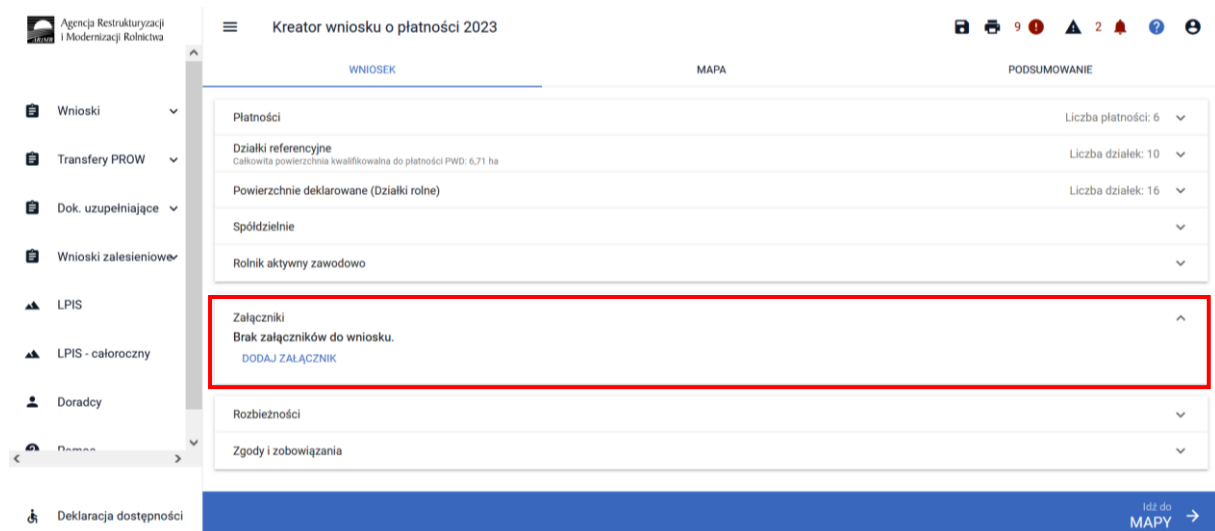 Agencja Restrukturyzacji
i Modernizacji Rolnictwa
ARiMR
Kreator wniosku o płatności 2023
9
2
WNIOSEK
MAPA
PODSUMOWANIE
Wnioski
Transfery PROW
Dok. uzupełniające
Wnioski zalesieniowe
LPIS
LPIS - całoroczny
Doradcy
Pomoc
Deklaracja dostępności
Płatności
Liczba płatności: 6
Działki referencyjne
Całkowita powierzchnia kwalifikowalna do płatności PWD: 6,71 ha
Liczba działek: 10
Powierzchnie deklarowane (Działki rolne)
Liczba działek: 16
Spółdzielnie
Rolnik aktywny zawodowo
Załączniki
Brak załączników do wniosku.
DODAJ ZAŁĄCZNIK
Rozbieżności
Zgody i zobowiązania
Idź do
MAPY